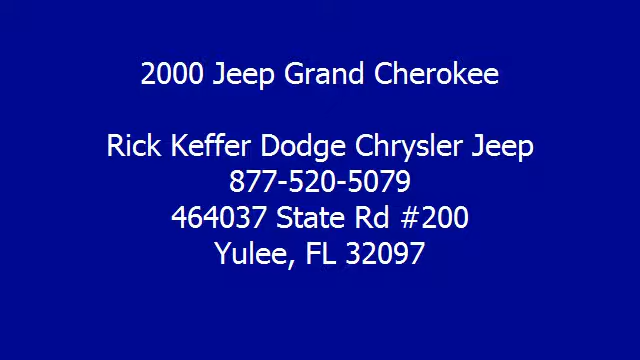 2000 Jeep Grand Cherokee
Rick Keffer Dodge Chrysler Jeep
877-520-5079
464037 State Rd #200
Yulee, FL 32097